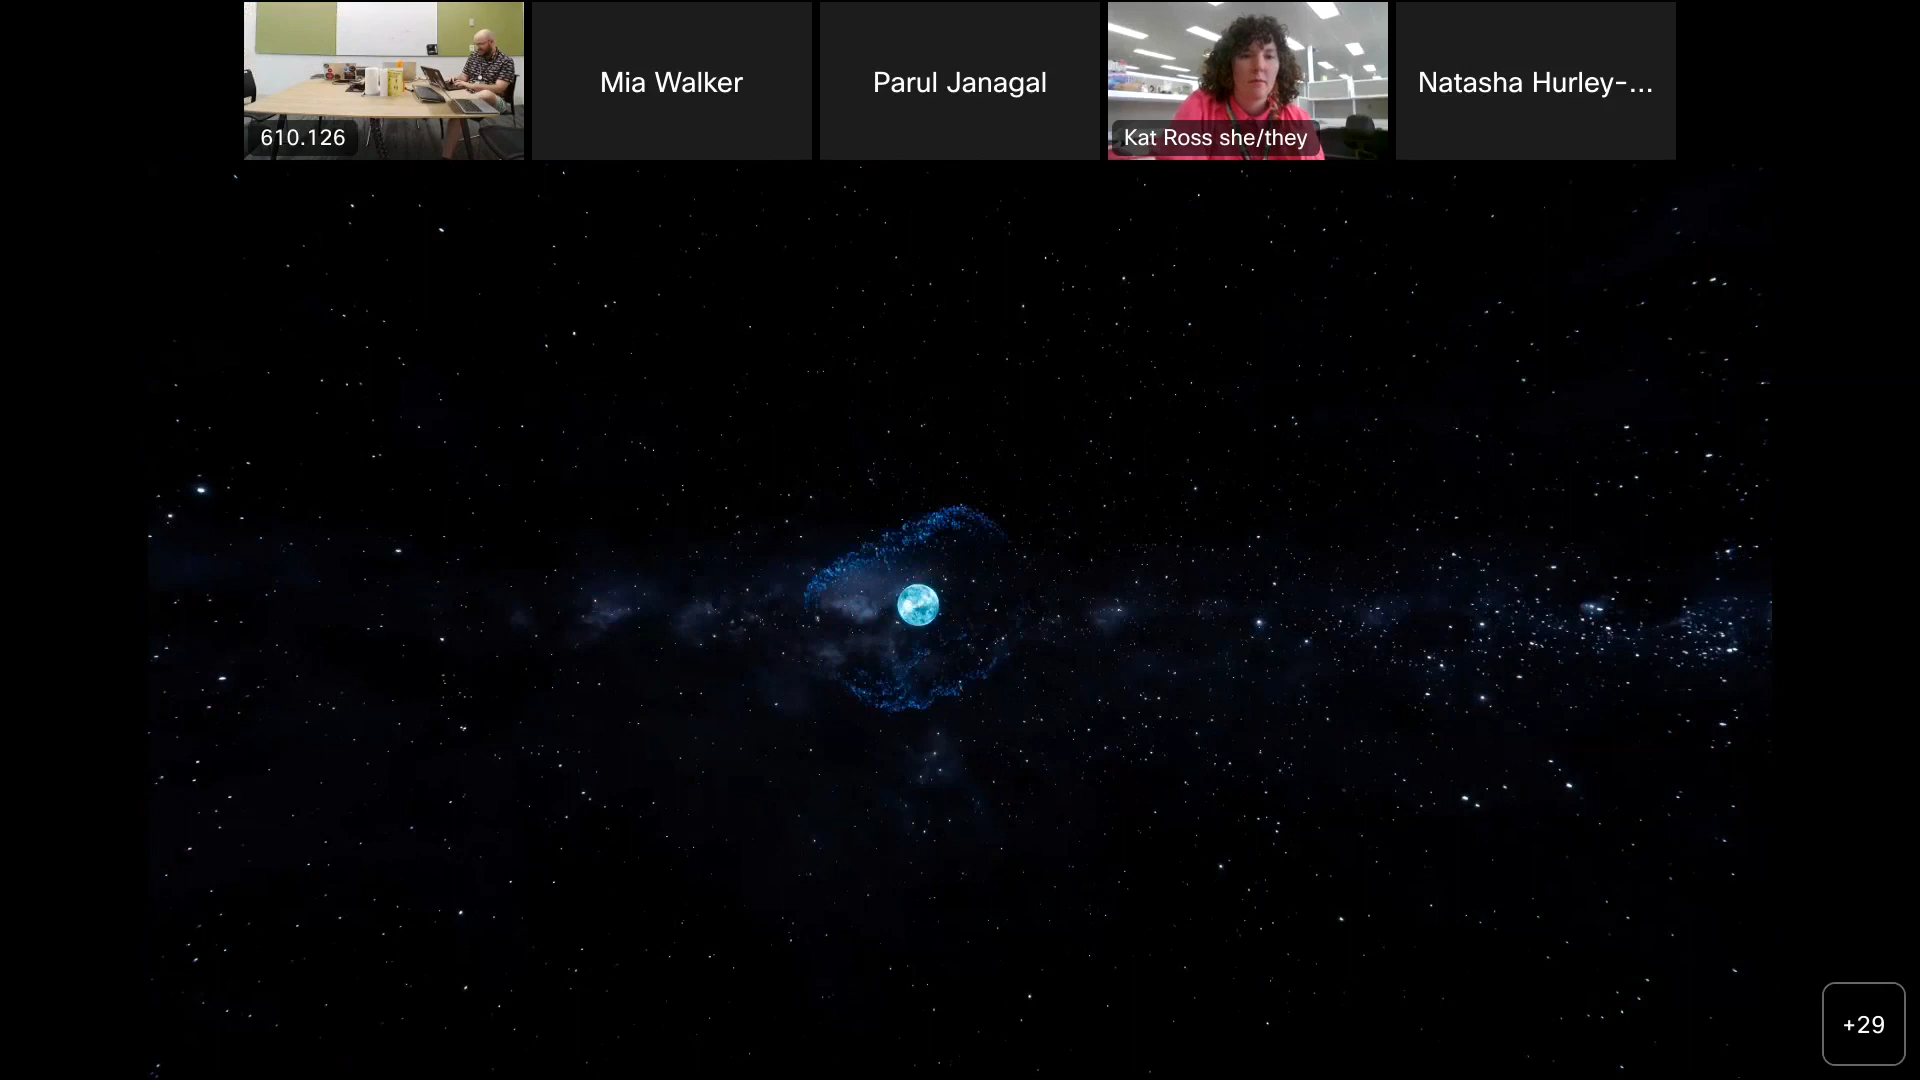 610.126
Mia Walker
Parul Janagal
Kat Ross she/they
Natasha Hurley-...
+29